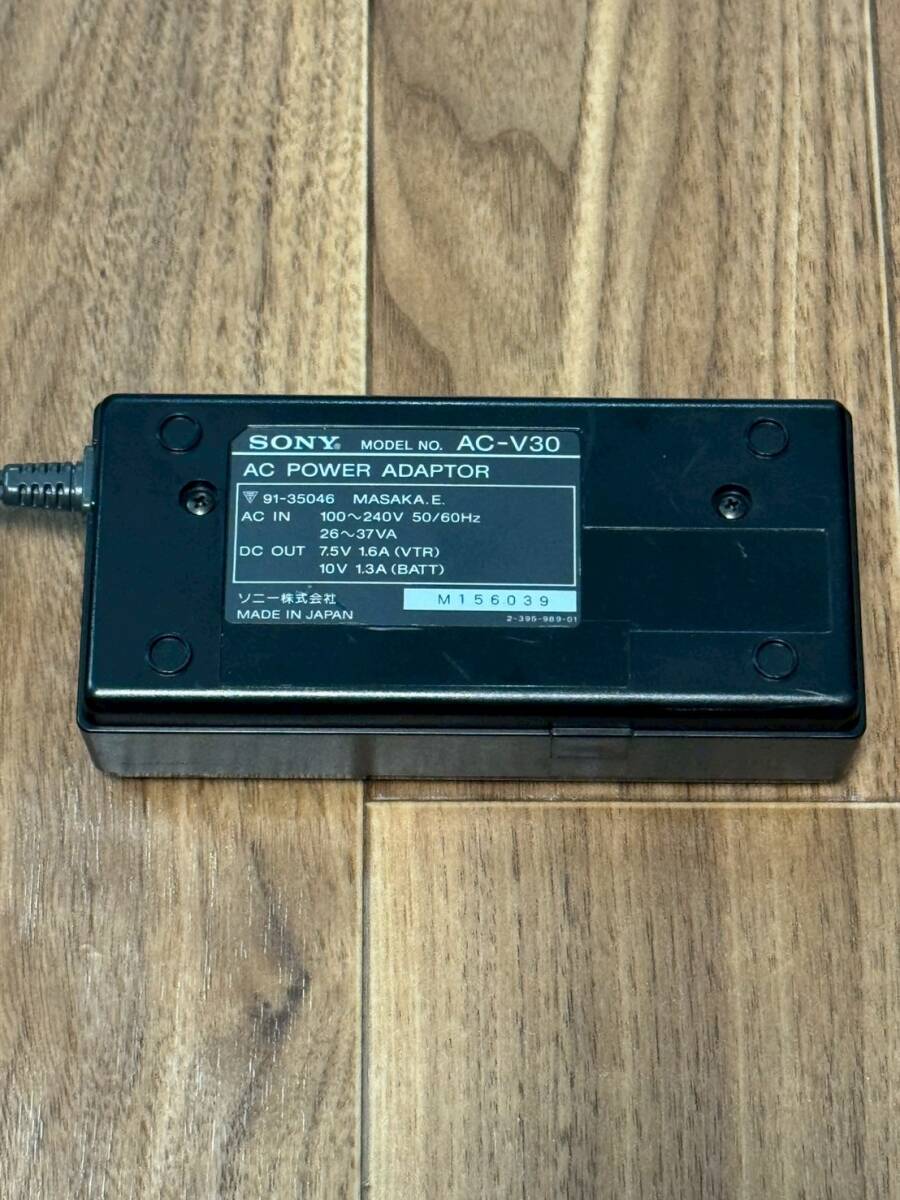 SONY® MODEL NO. AC-V30
AC POWER ADAPTOR
91-35046 MASAKA.E.
AC IN 100~240V 50/60Hz
26~37VA
DC OUT 7.5V 1.6A (VTR)
10V 1.3A (BATT)
ソニー株式会社 M156039
MADE IN JAPAN 2-395-989-01